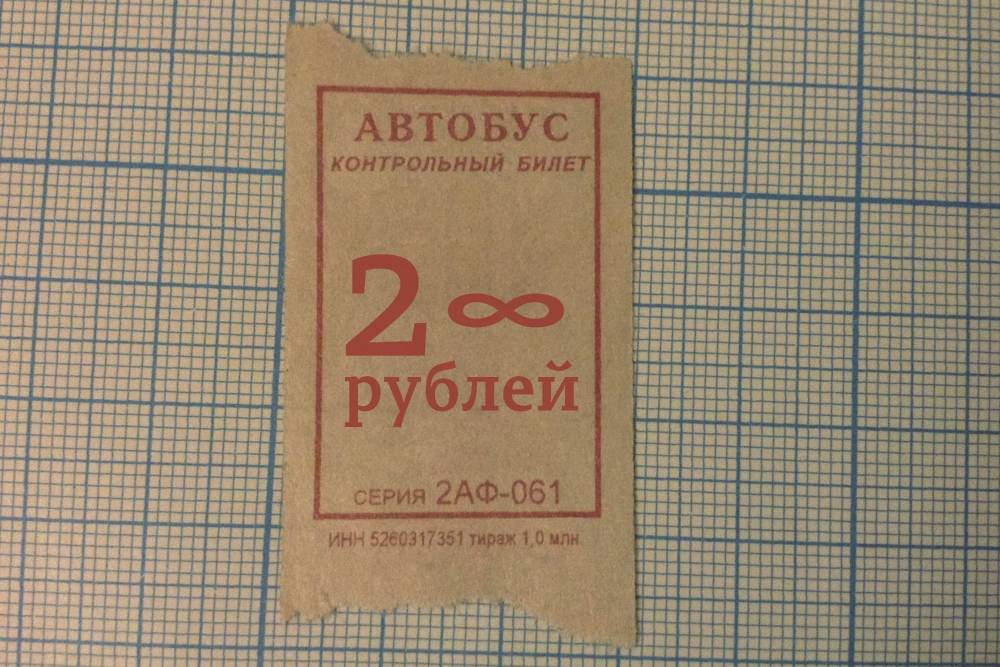 АВТОБУС
КОНТРОЛЬНЫЙ БИЛЕТ
2 ∞
рублей
СЕРИЯ 2АФ-061
ИНН 5260317351 тираж 1,0 млн